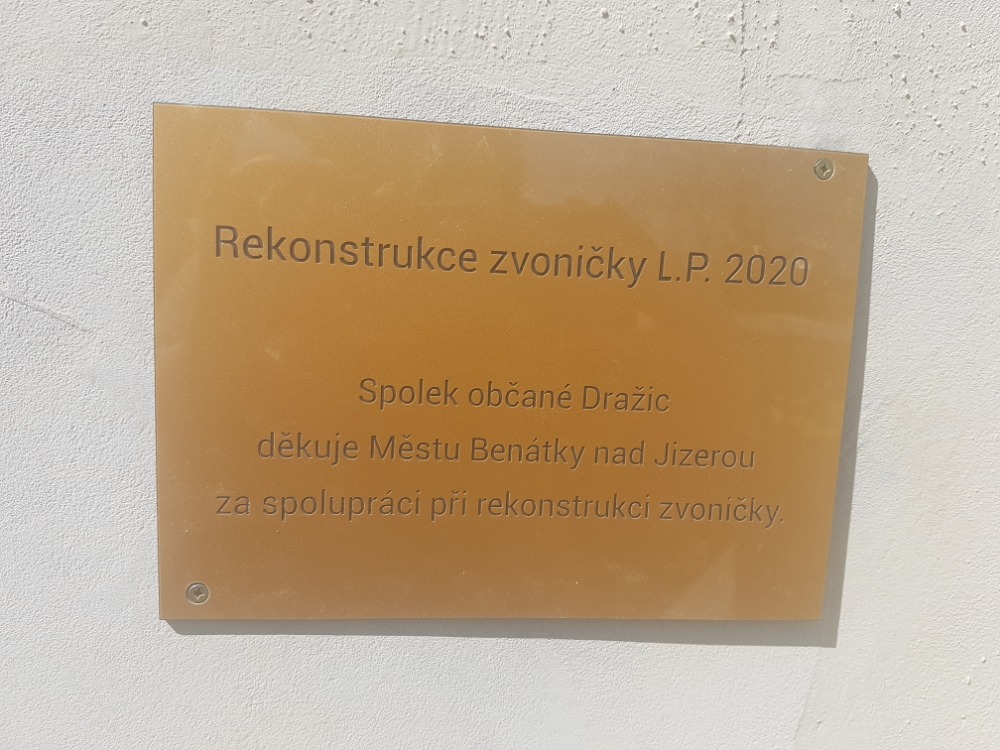 Rekonstrukce zvoničky L.P. 2020
Spolek občané Dražic
děkuje Městu Benátky nad Jizerou
za spolupráci při rekonstrukci zvoničky.